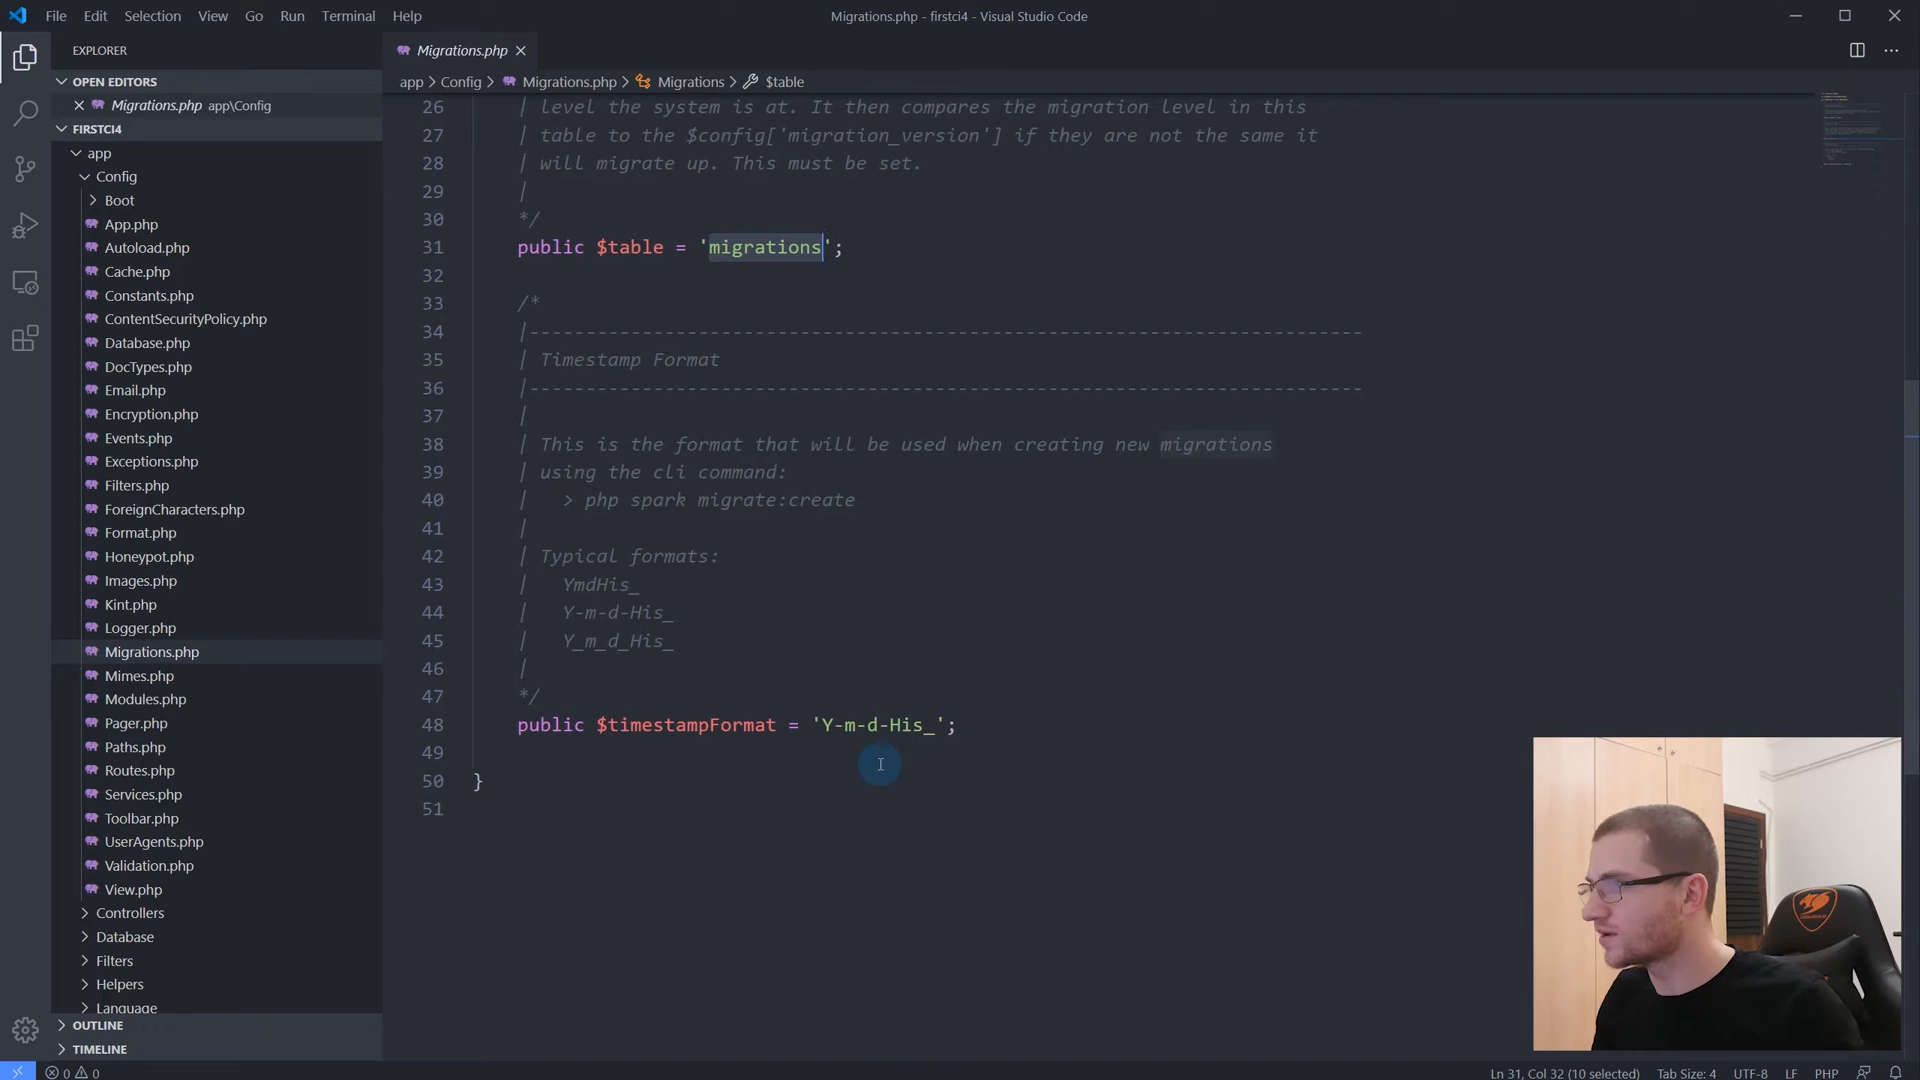 File Edit Selection View Go Run Terminal Help
Migrations.php - firstci4 - Visual Studio Code
EXPLORER
OPEN EDITORS
Migrations.php app\Config
FIRSTCI4
app
Config
Boot
App.php
Autoload.php
Cache.php
Constants.php
ContentSecurityPolicy.php
Database.php
DocTypes.php
Email.php
Encryption.php
Events.php
Exceptions.php
Filters.php
ForeignCharacters.php
Format.php
Honeypot.php
Images.php
Kint.php
Logger.php
Migrations.php
Mimes.php
Modules.php
Pager.php
Paths.php
Routes.php
Services.php
Toolbar.php
UserAgents.php
Validation.php
View.php
Controllers
Database
Filters
Helpers
Language
OUTLINE
TIMELINE
Migrations.php
app > Config > Migrations.php > Migrations > $table
26 | level the system is at. It then compares the migration level in this
27 | table to the $config['migration_version'] if they are not the same it
28 | will migrate up. This must be set.
29 |
30 */
31 public $table = 'migrations';
32
33 /*
34 |--------------------------------------------------------------------------
35 | Timestamp Format
36 |--------------------------------------------------------------------------
37 |
38 | This is the format that will be used when creating new migrations
39 | using the cli command:
40 | > php spark migrate:create
41 |
42 | Typical formats:
43 | YmdHis_
44 | Y-m-d-His_
45 | Y_m_d_His_
46 |
47 */
48 public $timestampFormat = 'Y-m-d-His_';
49
50 }
51
0 0
Ln 31, Col 32 (10 selected) Tab Size: 4 UTF-8 LF PHP